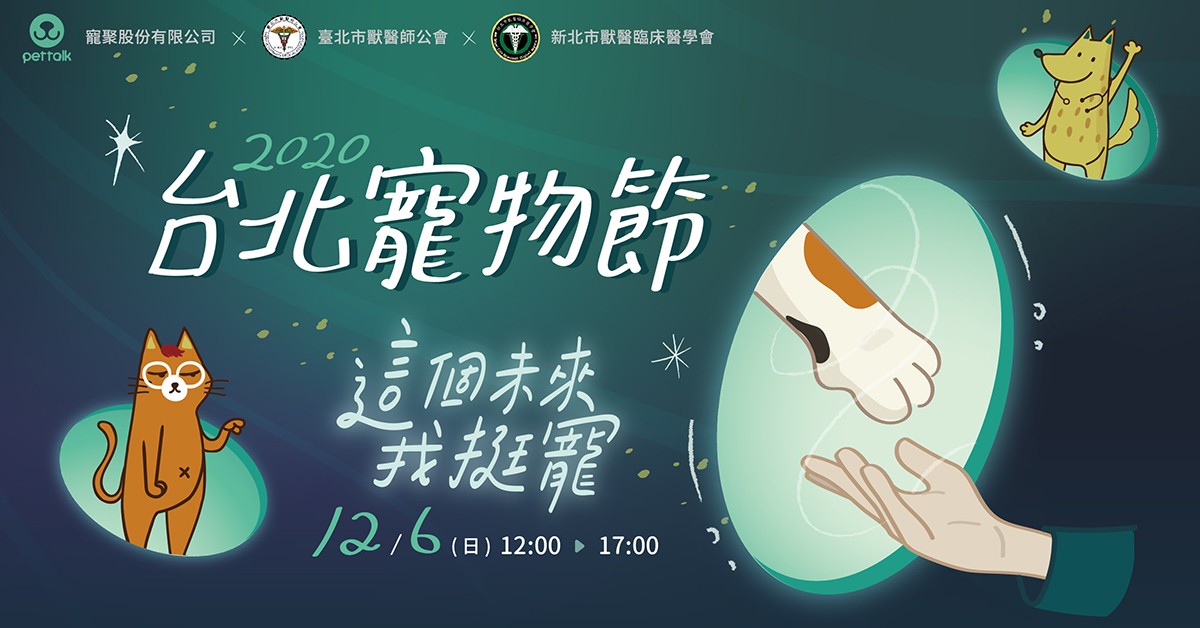 pettalk 寵聚股份有限公司 × 臺北市獸醫師公會 × 新北市獸醫臨床醫學會
2020
台北寵物節
這個未來
我挺寵
12/6 (日) 12:00 ▶ 17:00